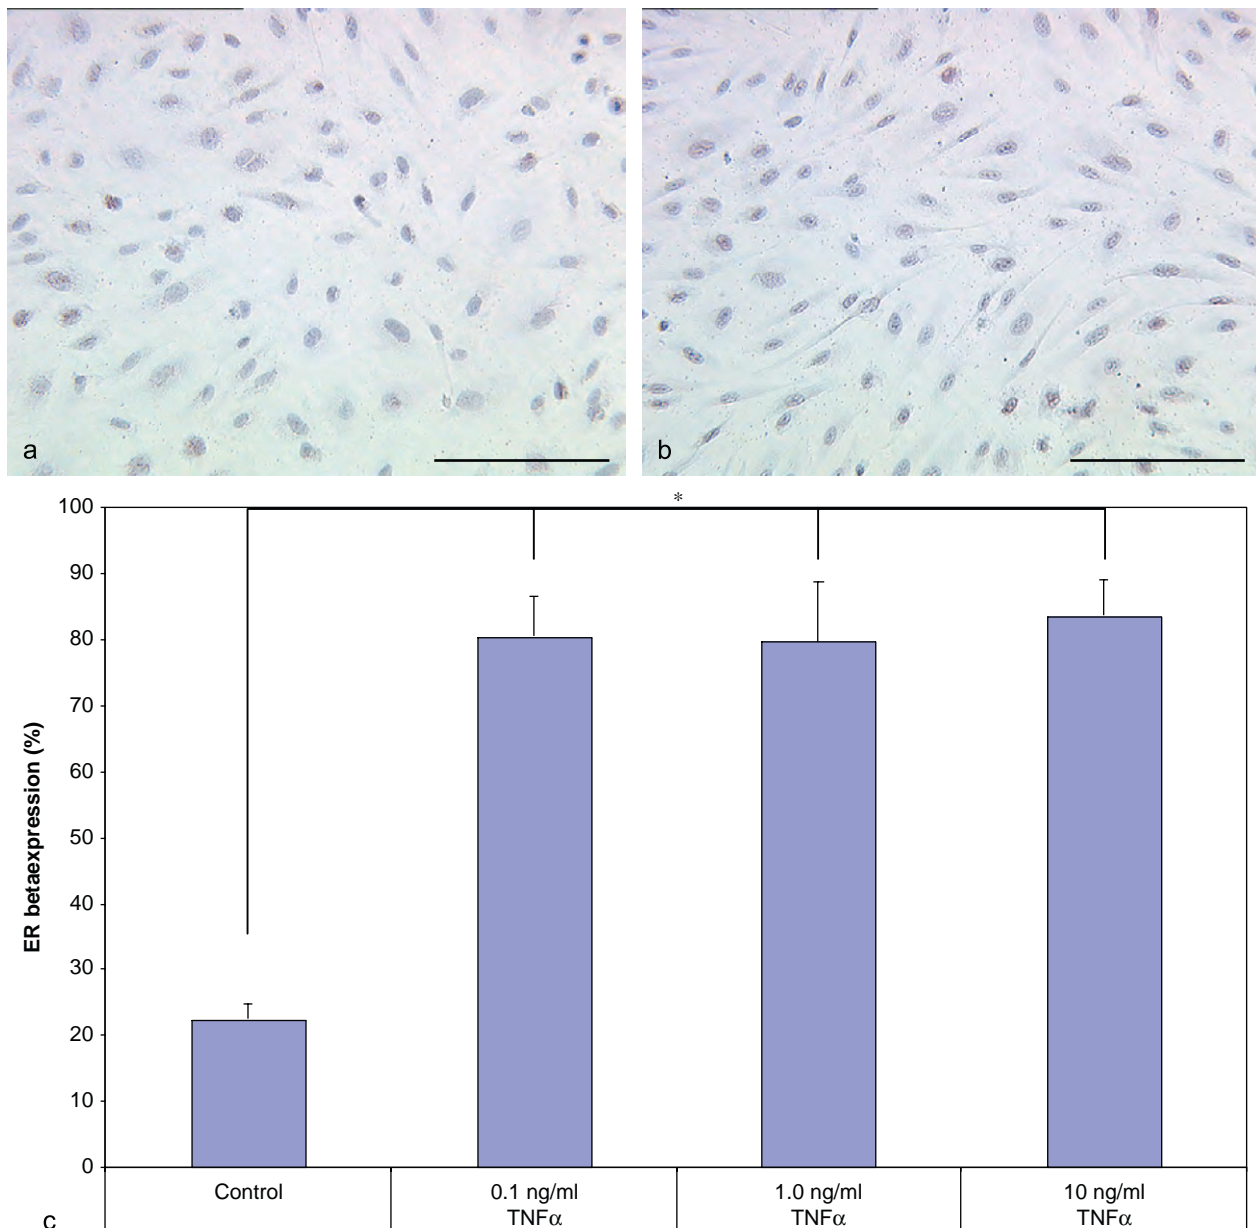 a
b
*
100
90
80
70
60
50
40
30
20
10
0
ER betaexpression (%)
Control
0.1 ng/ml
TNFα
1.0 ng/ml
TNFα
10 ng/ml
TNFα
c